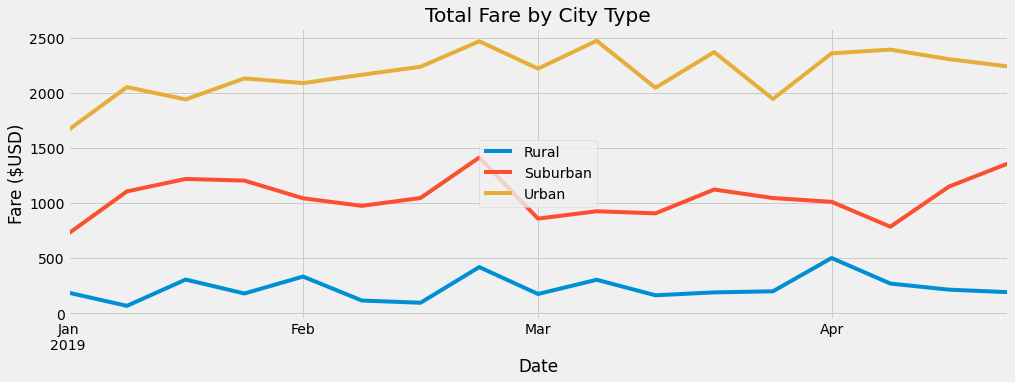 Total Fare by City Type
Fare ($USD)
2500
2000
1500
1000
500
0
Rural
Suburban
Urban
Jan
2019
Feb
Mar
Apr
Date